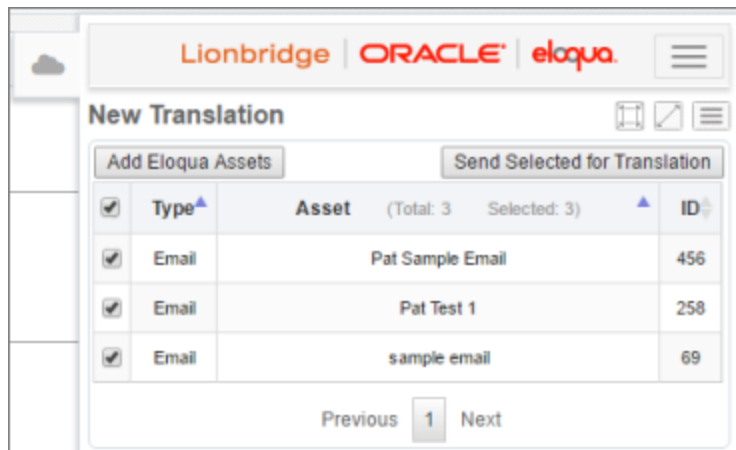 Lionbridge | ORACLE | eloqua.
New Translation
Add Eloqua Assets Send Selected for Translation
Type Asset (Total: 3 Selected: 3) ID
Email Pat Sample Email 456
Email Pat Test 1 258
Email sample email 69
Previous 1 Next